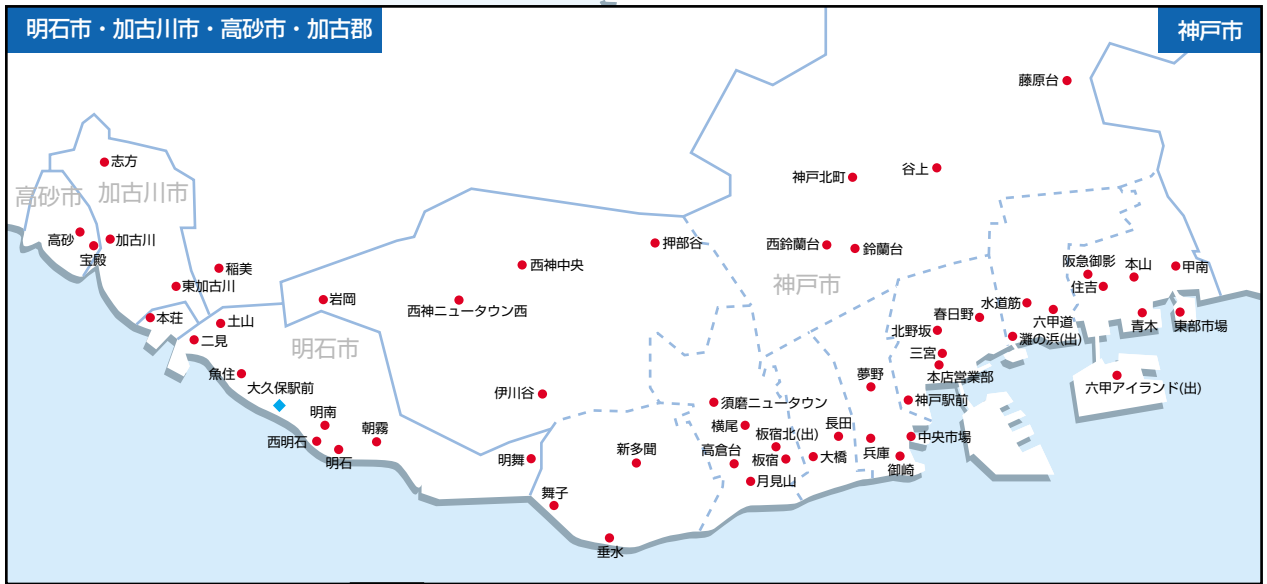 明石市・加古川市・高砂市・加古郡
神戸市
藤原台
志方
谷上
神戸北町
高砂市
加古川市
高砂
加古川
宝殿
押部谷
西鈴蘭台
鈴蘭台
稲美
西神中央
阪急御影
本山
甲南
神戸市
東加古川
住吉
岩岡
西神ニュータウン西
水道筋
春日野
六甲道
青木
東部市場
本荘
土山
北野坂
灘の浜(出)
二見
明石市
三宮
魚住
本店営業部
大久保駅前
伊川谷
夢野
六甲アイランド(出)
須磨ニュータウン
神戸駅前
明南
横尾
長田
朝霧
板宿北(出)
中央市場
西明石
新多聞
高倉台
明石
明舞
板宿
大橋
兵庫
御崎
月見山
舞子
垂水